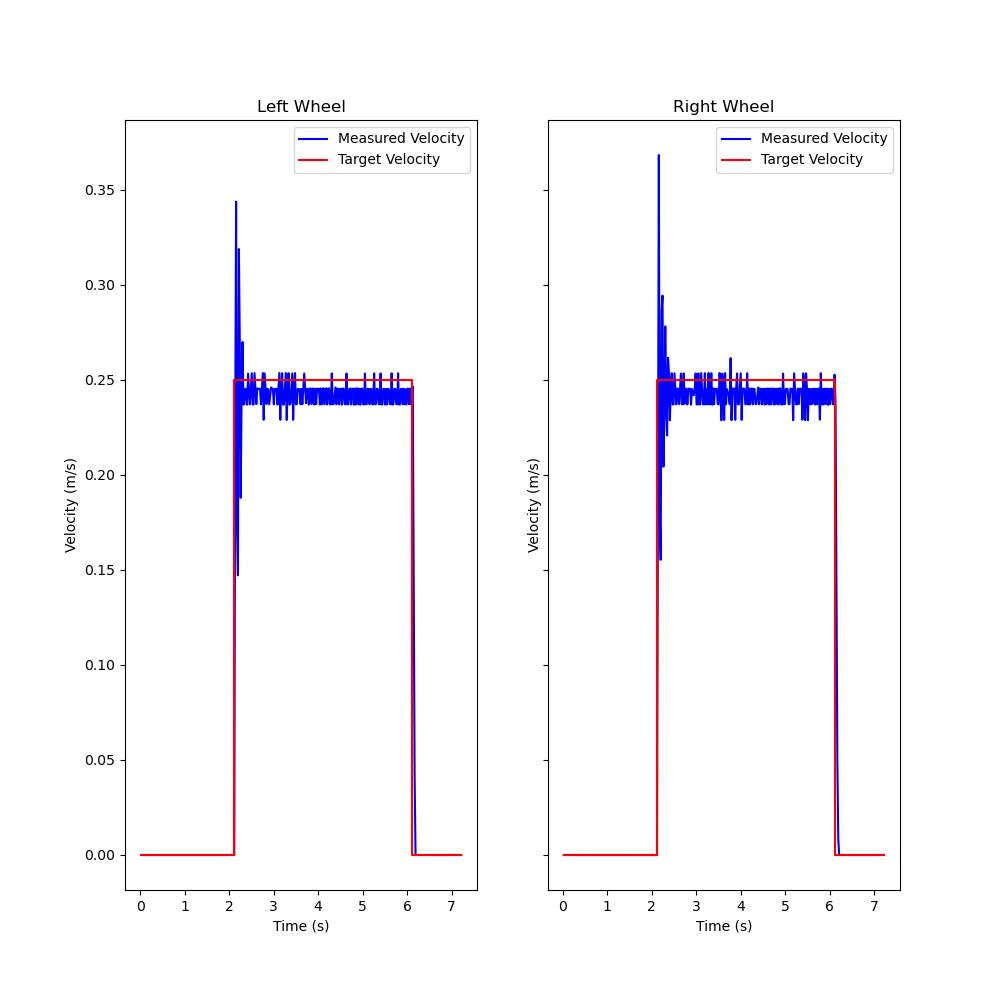 Left Wheel
Measured Velocity
Target Velocity
Velocity (m/s)
0.35
0.30
0.25
0.20
0.15
0.10
0.05
0.00
0 1 2 3 4 5 6 7
Time (s)
Right Wheel
Measured Velocity
Target Velocity
Velocity (m/s)
0 1 2 3 4 5 6 7
Time (s)